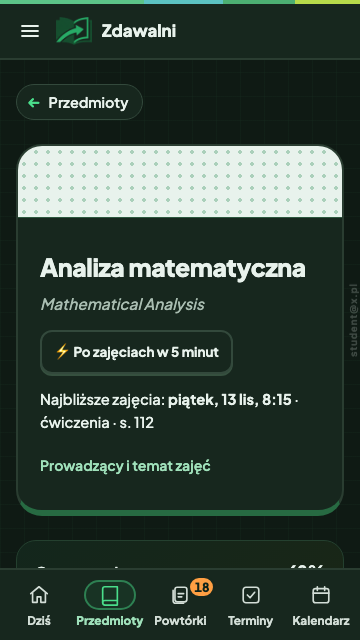 Zdawalni
← Przedmioty
Analiza matematyczna
Mathematical Analysis
⚡ Po zajęciach w 5 minut
Najbliższe zajęcia: piątek, 13 lis, 8:15 ·
ćwiczenia · s. 112
Prowadzący i temat zajęć
student@x.pl
18
Dziś Przedmioty Powtórki Terminy Kalendarz